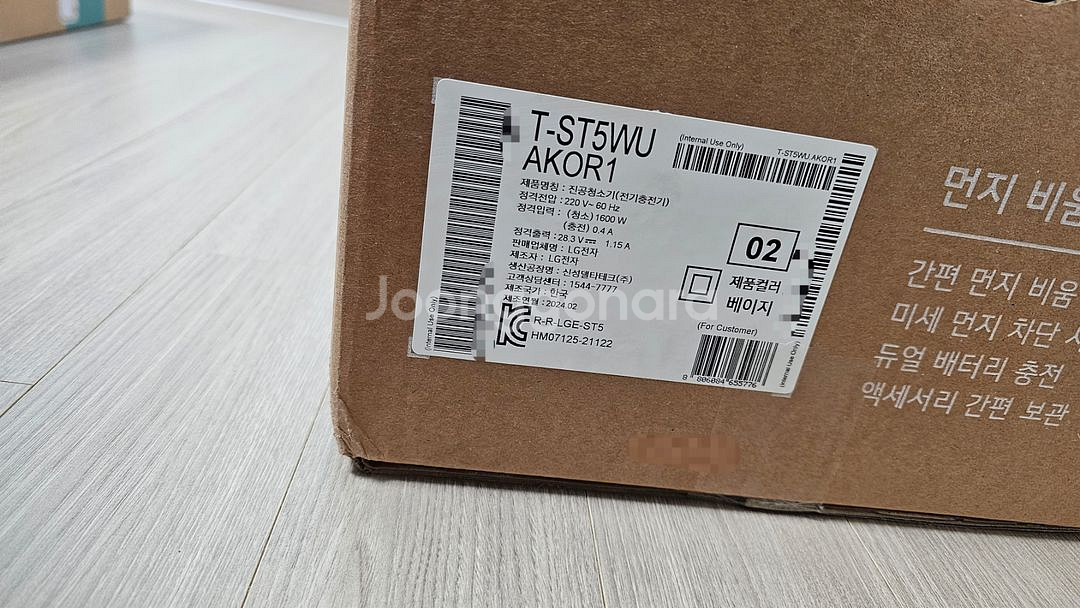 T-ST5WU
AKOR1
(Internal Use Only)
T-ST5WU.AKOR1
제품명칭 : 진공청소기(전기충전기)
정격전압 : 220 V~ 60 Hz
정격입력 : (청소) 1600 W
(충전) 0.4 A
정격출력 : 28.3 V 1.15 A
판매업체명 : LG전자
제조자 : LG전자
생산공장명 : 신성델타테크(주)
고객상담센터 : 1544-7777
제조국가 : 한국
제조연월 : 2024.02
R-R-LGE-ST5
HM07125-21122
02
제품컬러
베이지
(For Customer)
8 806084 655776
(Internal Use Only)
(Internal Use Only)
먼지 비움
간편 먼지 비움
미세 먼지 차단
듀얼 배터리 충전
액세서리 간편 보관
Joongonara